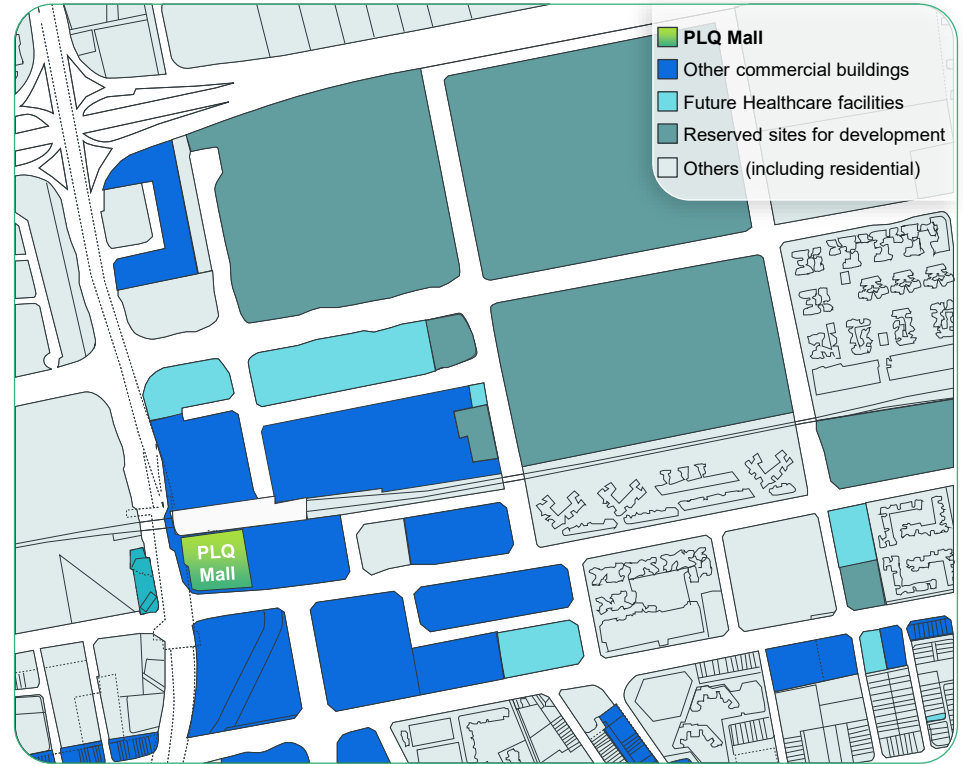 PLQ Mall
Other commercial buildings
Future Healthcare facilities
Reserved sites for development
Others (including residential)
PLQ
Mall